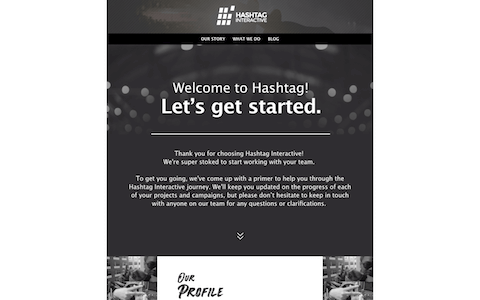 HASHTAG
INTERACTIVE
OUR STORY WHAT WE DO BLOG
Welcome to Hashtag!
Let's get started.
Thank you for choosing Hashtag Interactive!
We're super stoked to start working with your team.
To get you going, we've come up with a primer to help you through the
Hashtag Interactive journey. We'll keep you updated on the progress of each
of your projects and campaigns, but please don't hesitate to keep in touch
with anyone on our team for any questions or clarifications.
OUR
PROFILE